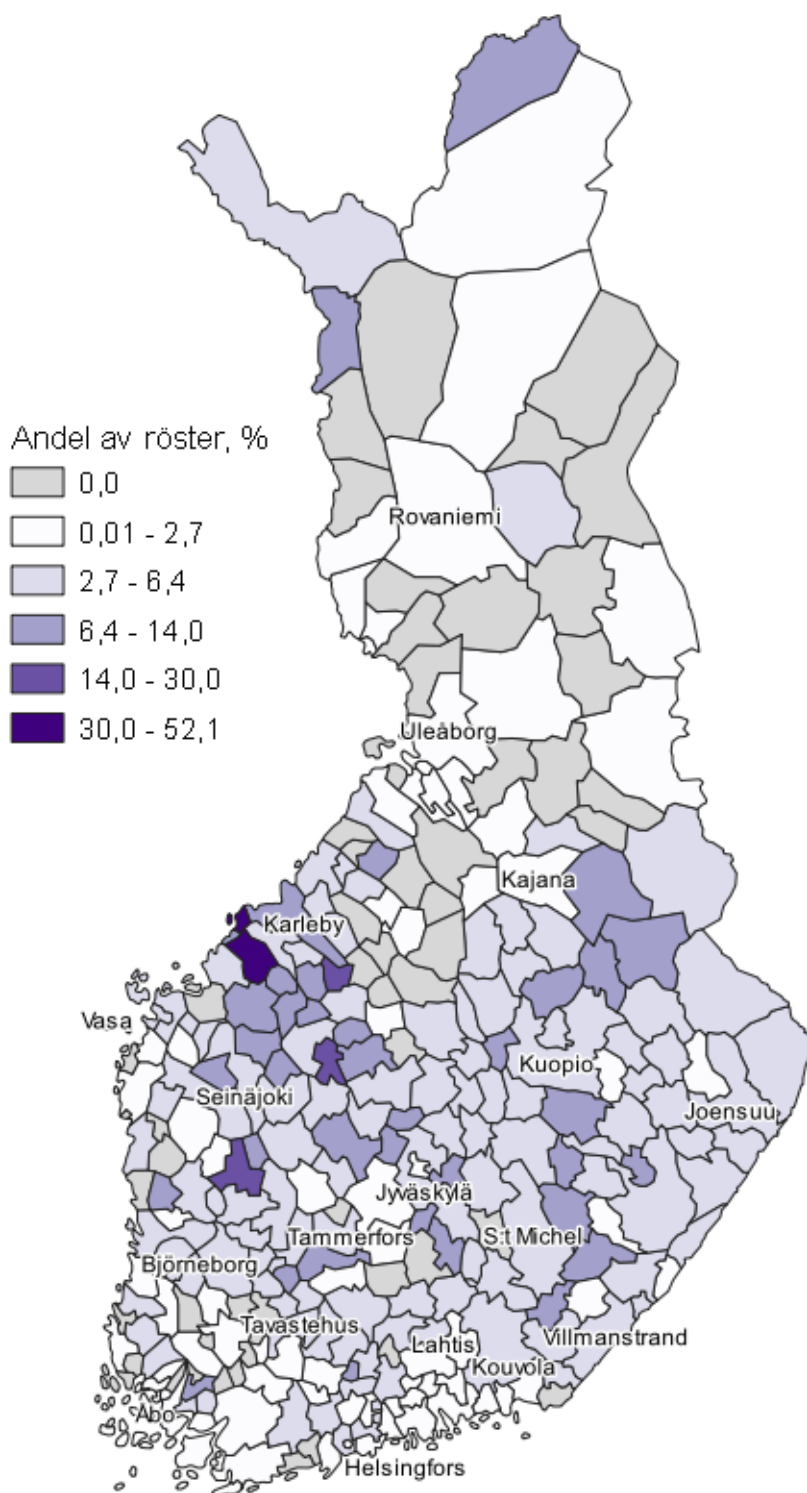 Andel av röster, %
0,0
0,01 - 2,7
2,7 - 6,4
6,4 - 14,0
14,0 - 30,0
30,0 - 52,1
Rovaniemi
Uleåborg
Kajana
Karleby
Vasa
Kuopio
Seinäjoki
Joensuu
Jyväskylä
Tammerfors
S:t Michel
Björneborg
Tavastehus
Lahtis
Villmanstrand
Kouvola
Åbo
Helsingfors